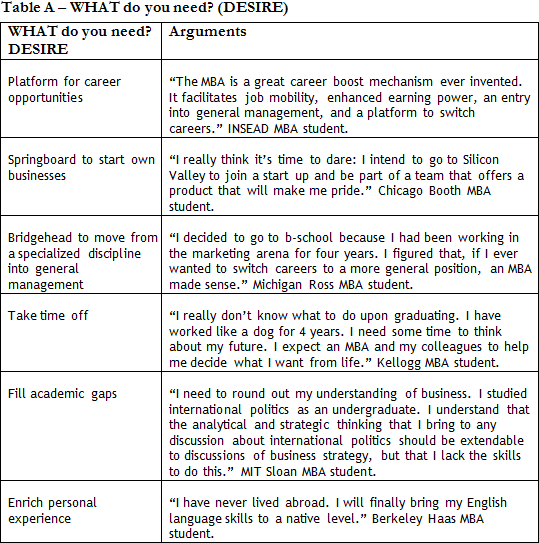 Table A – WHAT do you need? (DESIRE)
WHAT do you need?
DESIRE
Arguments
Platform for career
opportunities
“The MBA is a great career boost mechanism ever invented.
It facilitates job mobility, enhanced earning power, an entry
into general management, and a platform to switch
careers.” INSEAD MBA student.
Springboard to start own
businesses
“I really think it’s time to dare: I intend to go to Silicon
Valley to join a start up and be part of a team that offers a
product that will make me pride.” Chicago Booth MBA
student.
Bridgehead to move from
a specialized discipline
into general
management
“I decided to go to b-school because I had been working in
the marketing arena for four years. I figured that, if I ever
wanted to switch careers to a more general position, an MBA
made sense.” Michigan Ross MBA student.
Take time off
“I really don’t know what to do upon graduating. I have
worked like a dog for 4 years. I need some time to think
about my future. I expect an MBA and my colleagues to help
me decide what I want from life.” Kellogg MBA student.
Fill academic gaps
“I need to round out my understanding of business. I studied
international politics as an undergraduate. I understand that
the analytical and strategic thinking that I bring to any
discussion about international politics should be extendable
to discussions of business strategy, but that I lack the skills
to do this.” MIT Sloan MBA student.
Enrich personal
experience
“I have never lived abroad. I will finally bring my English
language skills to a native level.” Berkeley Haas MBA
student.